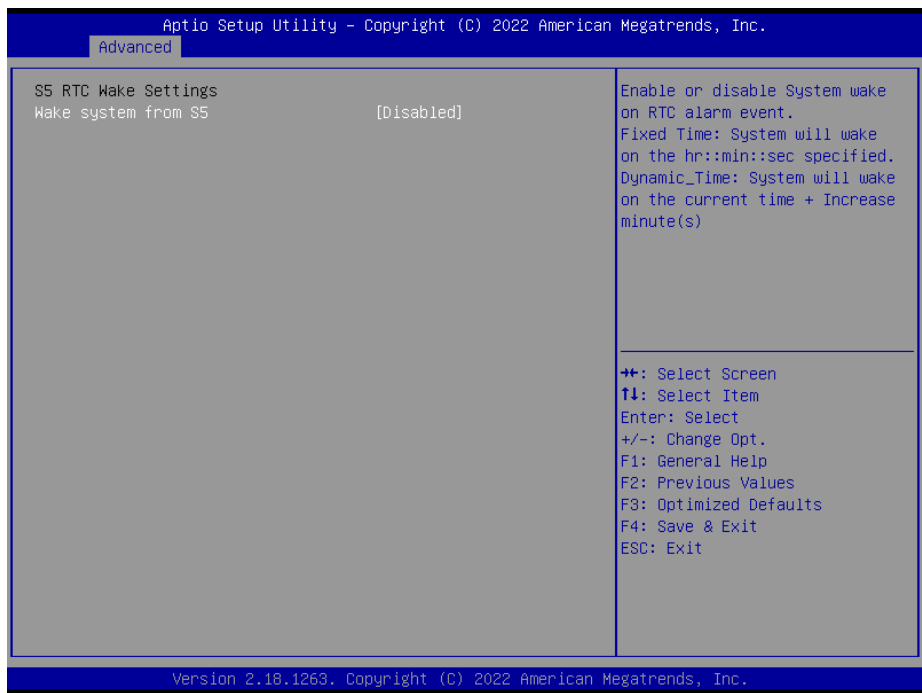 Aptio Setup Utility – Copyright (C) 2022 American Megatrends, Inc.
Advanced
S5 RTC Wake Settings
Wake system from S5 [Disabled]
Enable or disable System wake
on RTC alarm event.
Fixed Time: System will wake
on the hr::min::sec specified.
Dynamic_Time: System will wake
on the current time + Increase
minute(s)
→←: Select Screen
↑↓: Select Item
Enter: Select
+/-: Change Opt.
F1: General Help
F2: Previous Values
F3: Optimized Defaults
F4: Save & Exit
ESC: Exit
Version 2.18.1263. Copyright (C) 2022 American Megatrends, Inc.